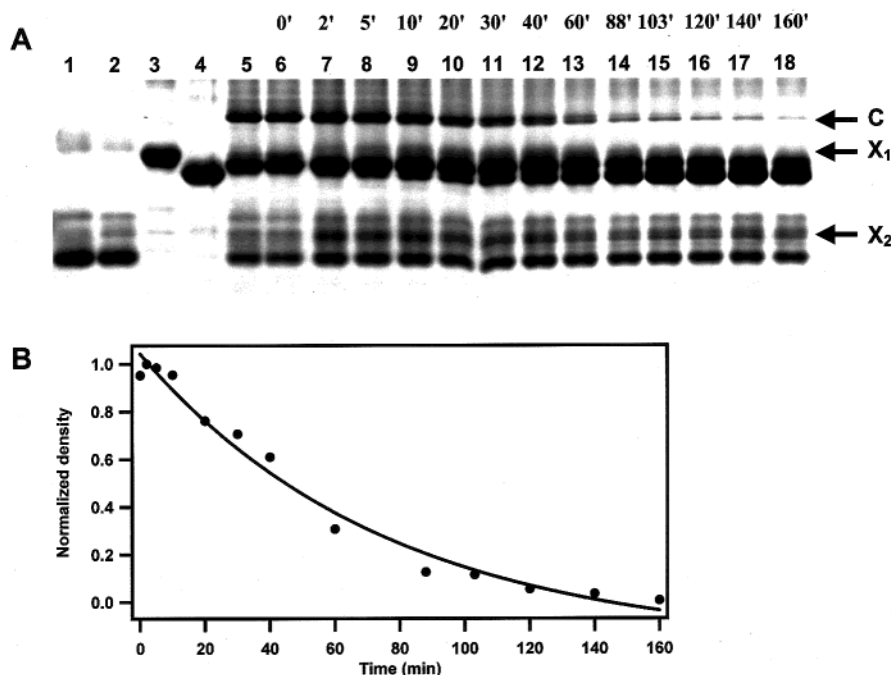 0' 2' 5' 10' 20' 30' 40' 60' 88' 103' 120' 140' 160'
A
1 2 3 4 5 6 7 8 9 10 11 12 13 14 15 16 17 18
C
X1
X2
B
1.0
0.8
0.6
0.4
0.2
0.0
Normalized density
0 20 40 60 80 100 120 140 160
Time (min)